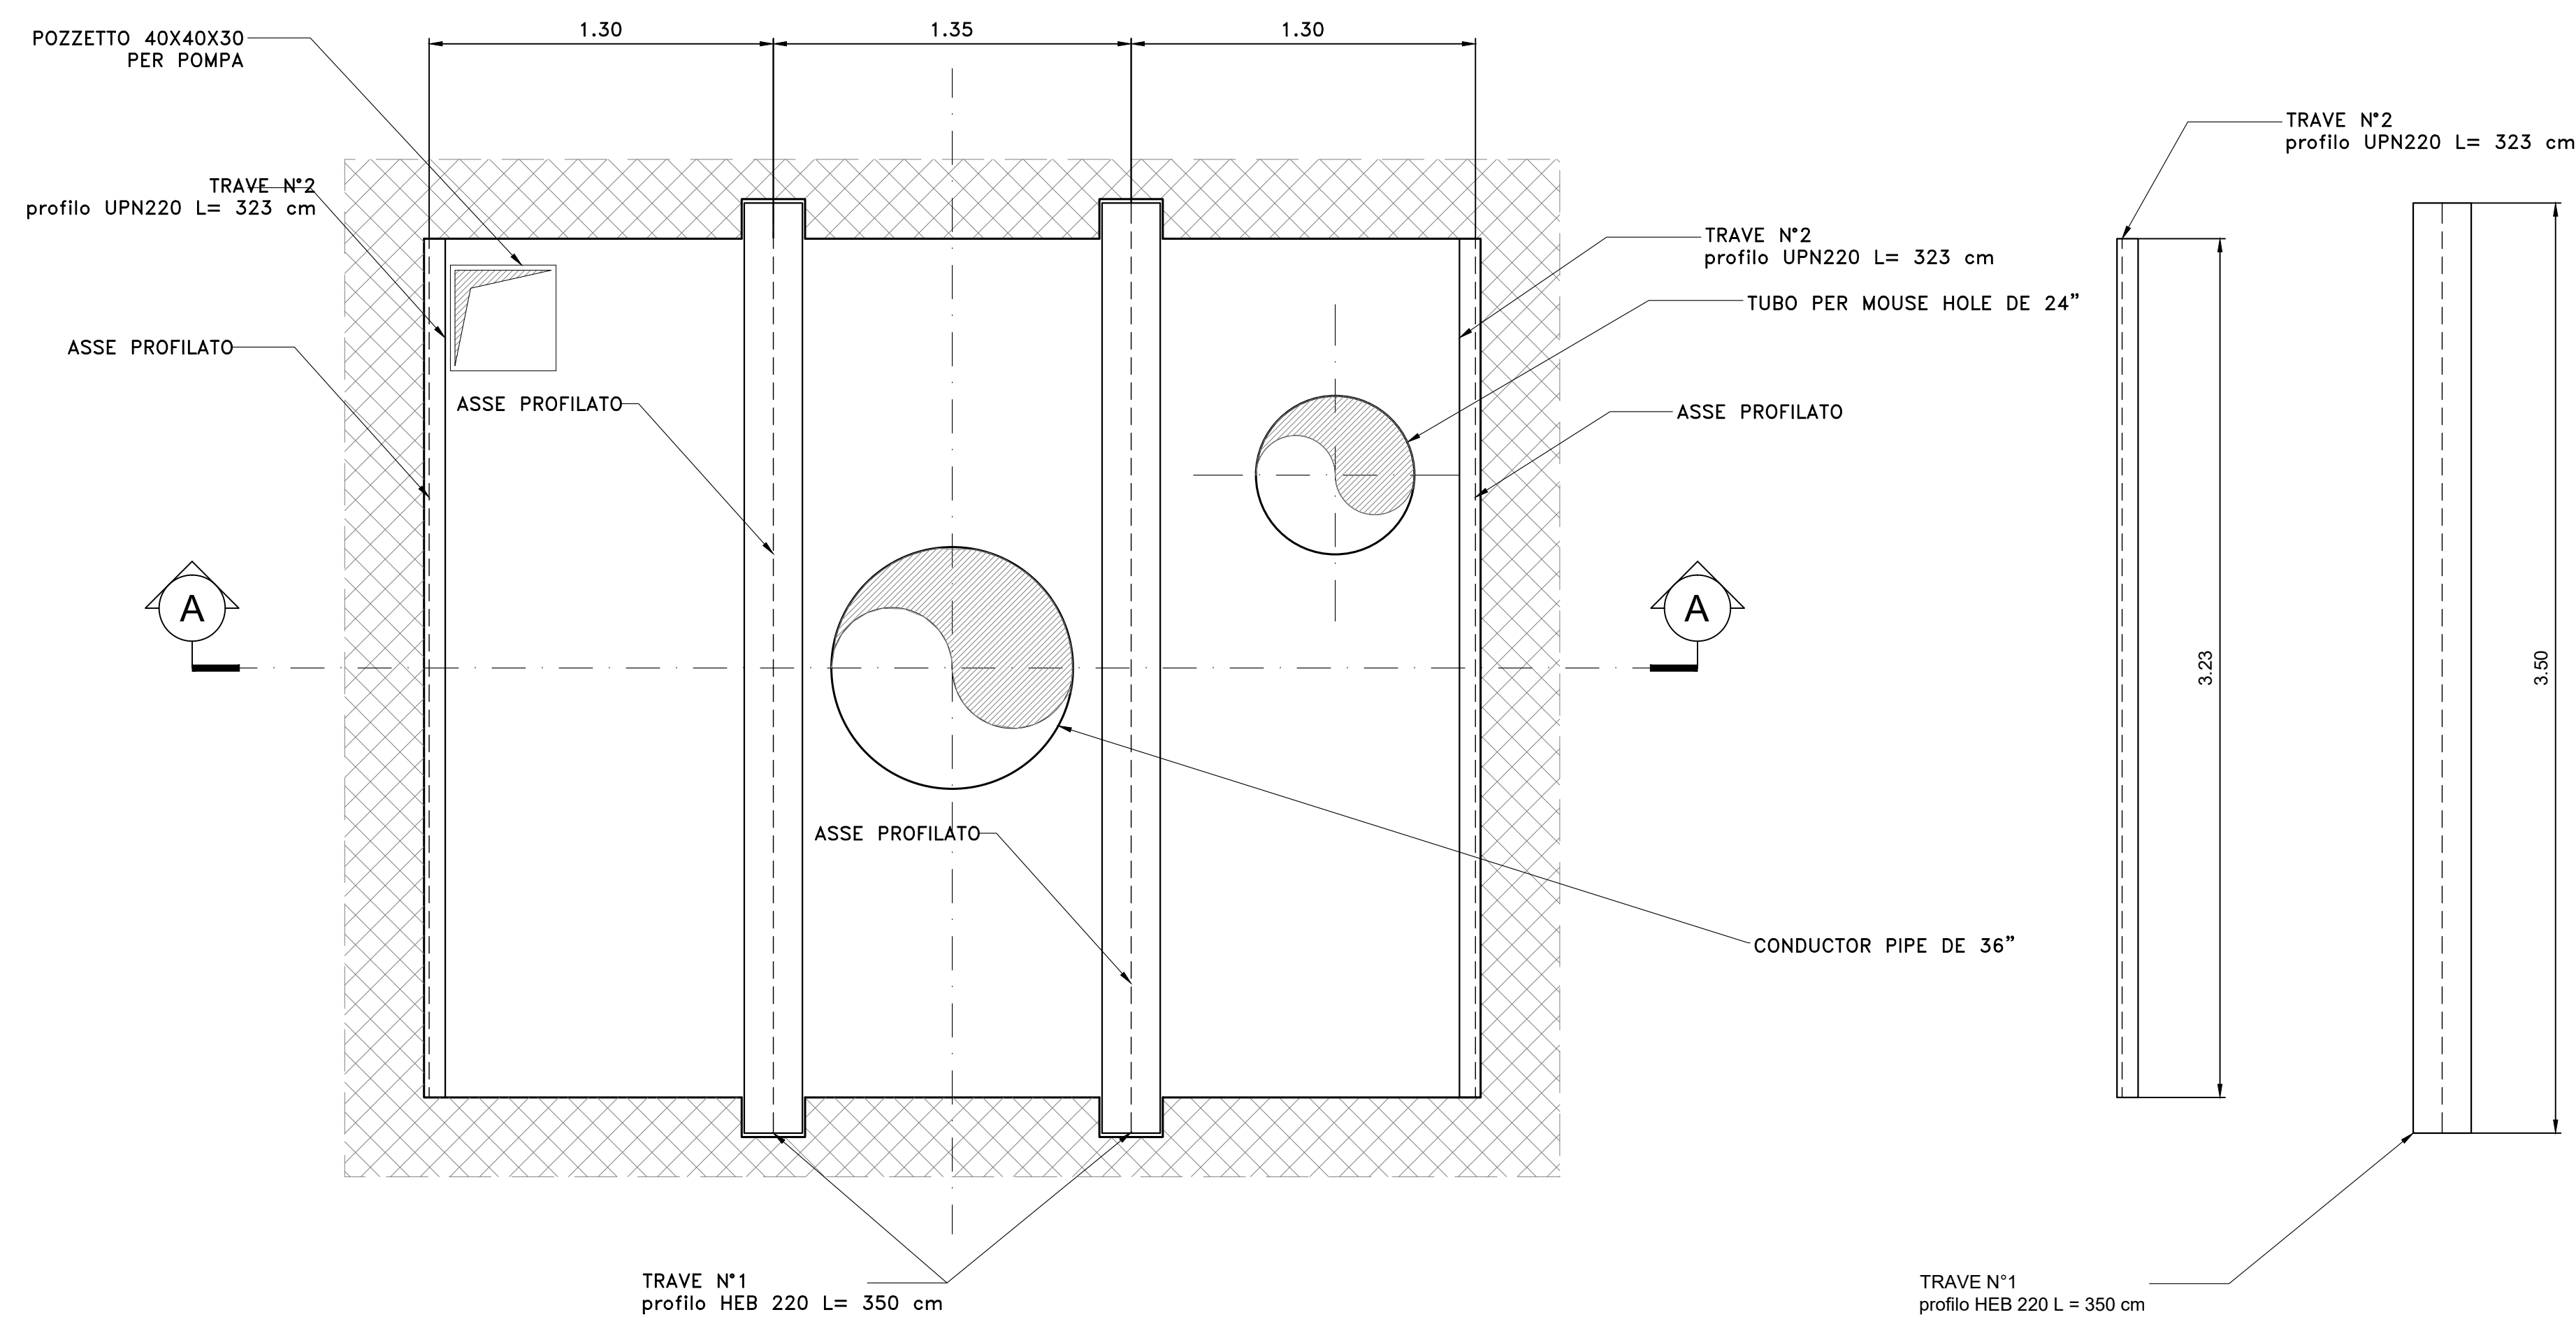 1.30
1.35
1.30
POZZETTO 40X40X30
PER POMPA
TRAVE N°2
profilo UPN220 L= 323 cm
TRAVE N°2
profilo UPN220 L= 323 cm
TRAVE N°2
profilo UPN220 L= 323 cm
TUBO PER MOUSE HOLE DE 24”
ASSE PROFILATO
ASSE PROFILATO
ASSE PROFILATO
A
A
3.23
3.50
ASSE PROFILATO
CONDUCTOR PIPE DE 36”
TRAVE N°1
profilo HEB 220 L= 350 cm
TRAVE N°1
profilo HEB 220 L = 350 cm